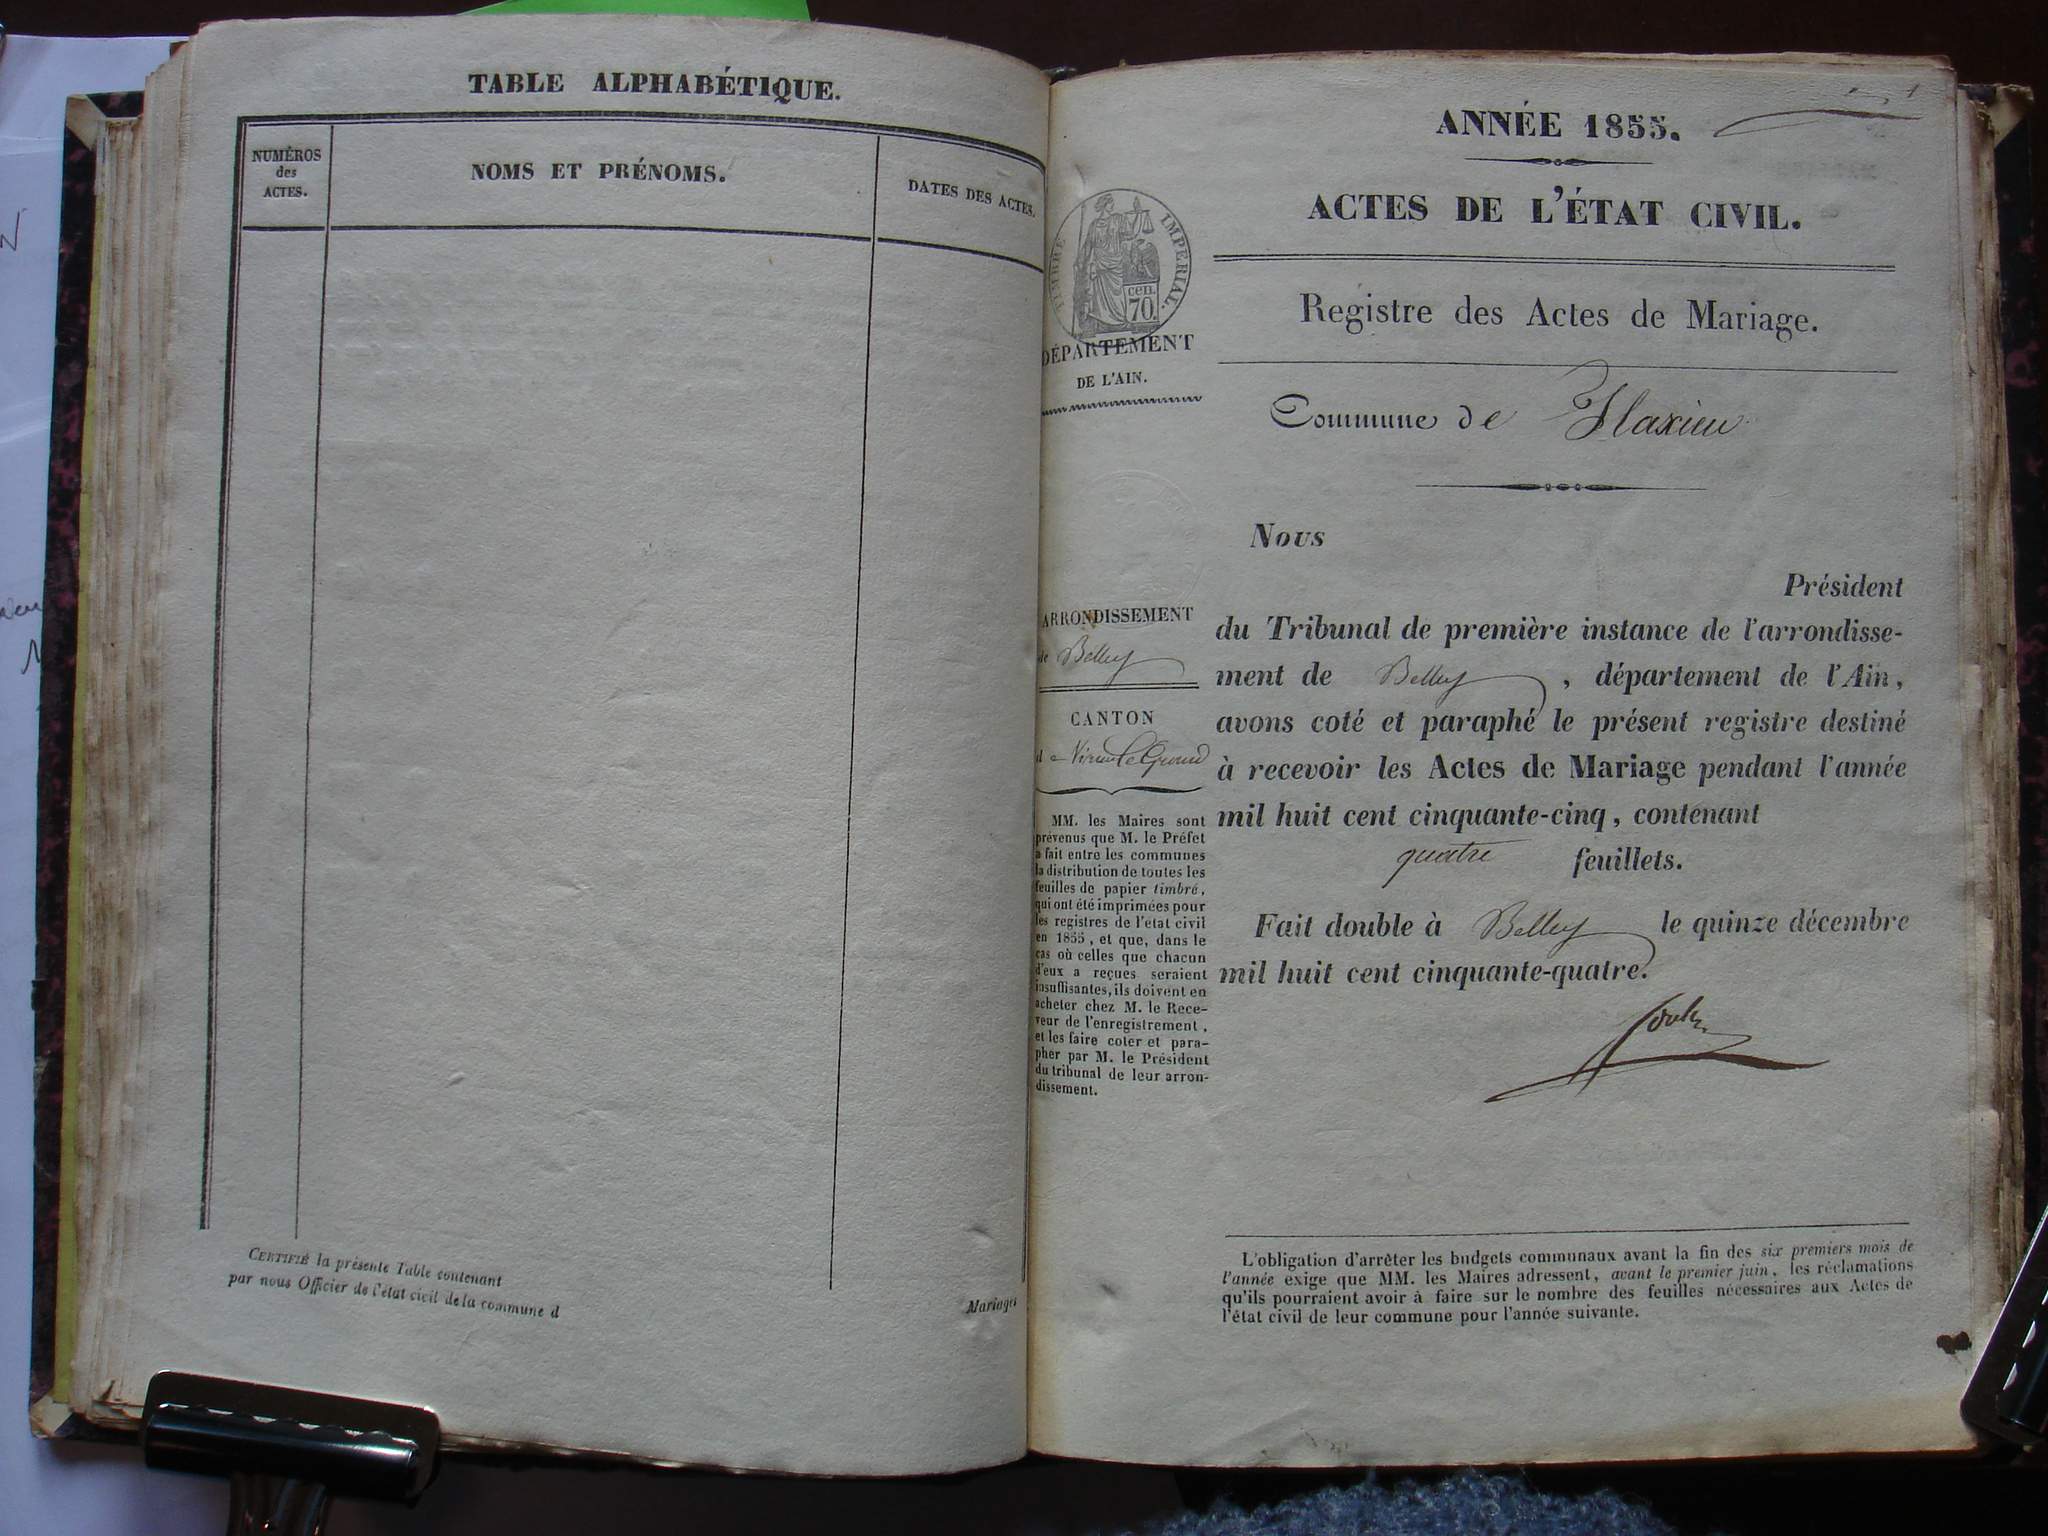 TABLE ALPHABÉTIQUE.
NUMÉROS
des
ACTES.
NOMS ET PRÉNOMS.
DATES DES ACTES.
CERTIFIÉ la présente Table contenant
par nous Officier de l'état civil de la commune d
Mariages
1
ANNÉE 1855.
ACTES DE L'ÉTAT CIVIL.
TIMBRE IMPERIAL.
cen.
70.
DÉPARTEMENT
DE L'AIN.
Registre des Actes de Mariage.
Commune de Flaxieu
ARRONDISSEMENT
de Belley
CANTON
de Virieu le Grand
MM. les Maires sont
prévenus que M. le Préfet
a fait entre les communes
la distribution de toutes les
feuilles de papier timbré,
qui ont été imprimées pour
les registres de l'état civil
en 1855, et que, dans le
cas où celles que chacun
d'eux a reçues seraient
insuffisantes, ils doivent en
acheter chez M. le Rece-
veur de l'enregistrement,
et les faire coter et para-
pher par M. le Président
du tribunal de leur arron-
dissement.
Nous
Président
du Tribunal de première instance de l'arrondisse-
ment de Belley, département de l'Ain,
avons coté et paraphé le présent registre destiné
à recevoir les Actes de Mariage pendant l'année
mil huit cent cinquante-cinq, contenant
quatre feuillets.
Fait double à Belley le quinze décembre
mil huit cent cinquante-quatre.
L'obligation d'arrêter les budgets communaux avant la fin des six premiers mois de
l'année exige que MM. les Maires adressent, avant le premier juin, les réclamations
qu'ils pourraient avoir à faire sur le nombre des feuilles nécessaires aux Actes de
l'état civil de leur commune pour l'année suivante.